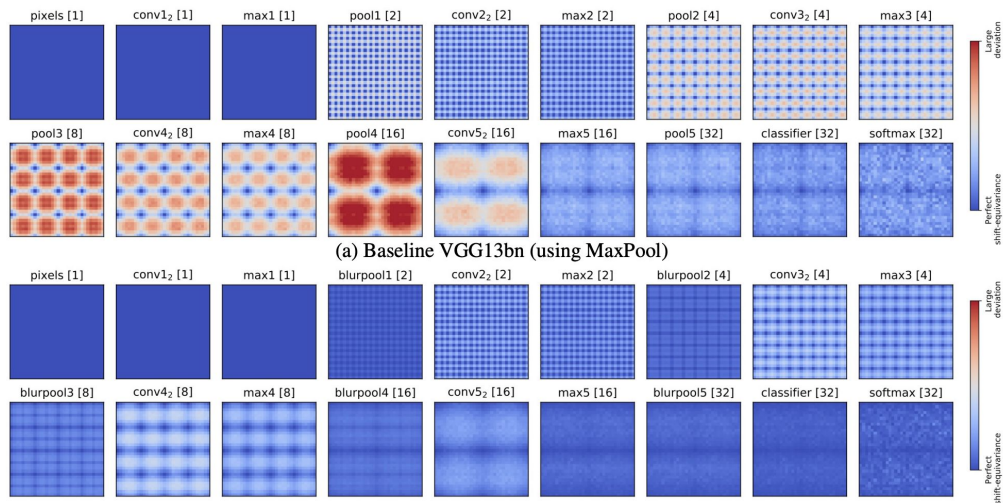 pixels [1] conv1₂ [1] max1 [1] pool1 [2] conv2₂ [2] max2 [2] pool2 [4] conv3₂ [4] max3 [4]
Large
deviation
pool3 [8] conv4₂ [8] max4 [8] pool4 [16] conv5₂ [16] max5 [16] pool5 [32] classifier [32] softmax [32]
Perfect
shift-equivariance
(a) Baseline VGG13bn (using MaxPool)
pixels [1] conv1₂ [1] max1 [1] blurpool1 [2] conv2₂ [2] max2 [2] blurpool2 [4] conv3₂ [4] max3 [4]
Large
deviation
blurpool3 [8] conv4₂ [8] max4 [8] blurpool4 [16] conv5₂ [16] max5 [16] blurpool5 [32] classifier [32] softmax [32]
Perfect
shift-equivariance